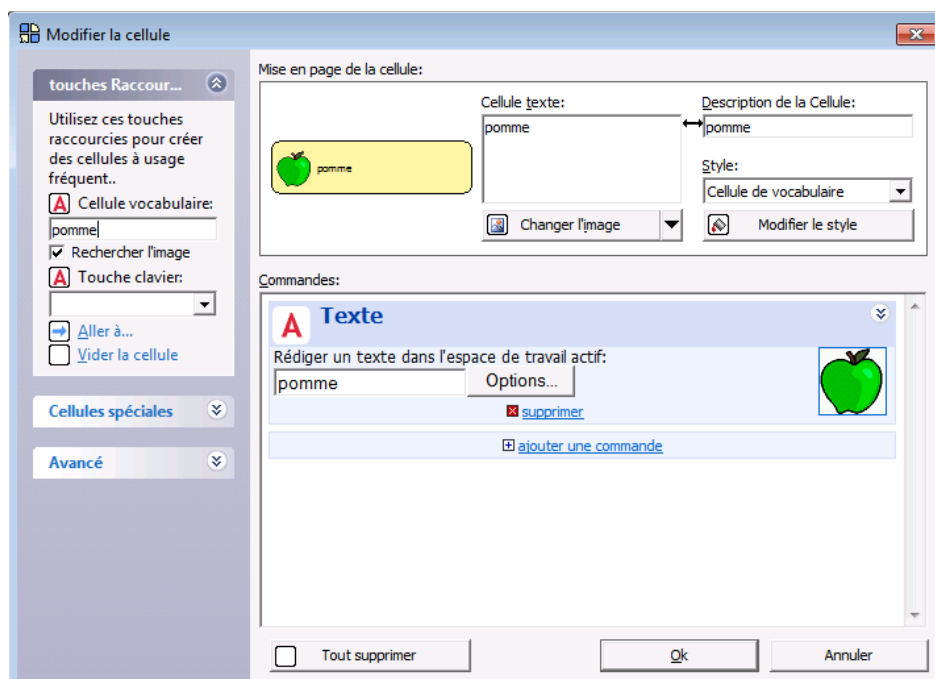 Modifier la cellule
touches Raccour...
Utilisez ces touches
raccourcies pour créer
des cellules à usage
fréquent..
A Cellule vocabulaire:
pomme
Rechercher l'image
A Touche clavier:
Aller à...
Vider la cellule
Cellules spéciales
Avancé
Mise en page de la cellule:
pomme
Cellule texte:
pomme
Changer l'image
Description de la Cellule:
pomme
Style:
Cellule de vocabulaire
Modifier le style
Commandes:
A Texte
Rédiger un texte dans l'espace de travail actif:
pomme Options...
supprimer
ajouter une commande
Tout supprimer Ok Annuler